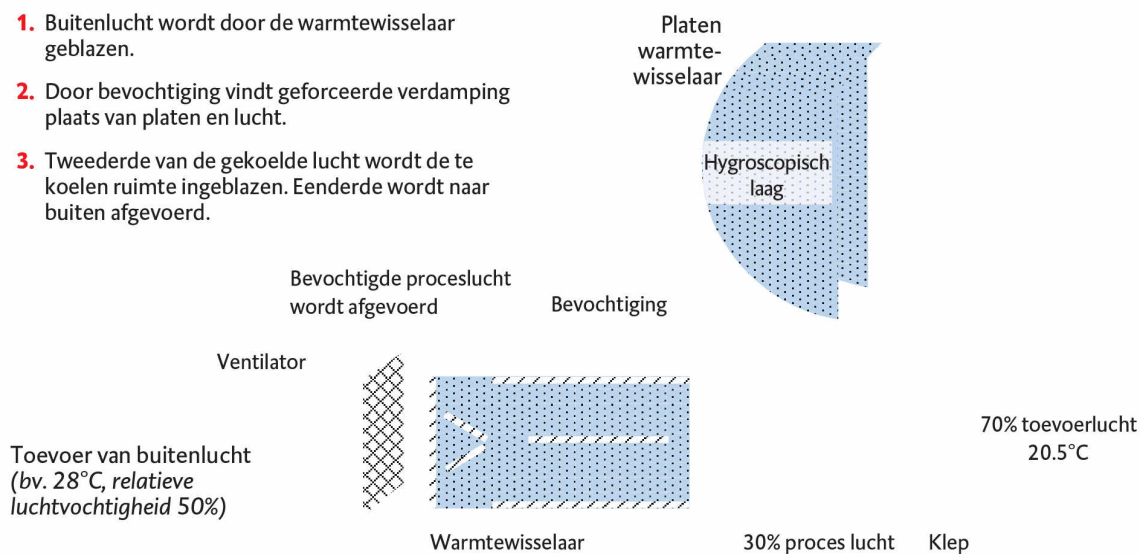 1. Buitenlucht wordt door de warmtewisselaar
geblazen.
2. Door bevochtiging vindt geforceerde verdamping
plaats van platen en lucht.
3. Tweederde van de gekoelde lucht wordt de te
koelen ruimte ingeblazen. Eenderde wordt naar
buiten afgevoerd.
Platen
warmte-
wisselaar
Hygroscopisch
laag
Bevochtigde proceslucht
wordt afgevoerd
Bevochtiging
Ventilator
Toevoer van buitenlucht
(bv. 28°C, relatieve
luchtvochtigheid 50%)
70% toevoerlucht
20.5°C
Warmtewisselaar
30% proces lucht
Klep